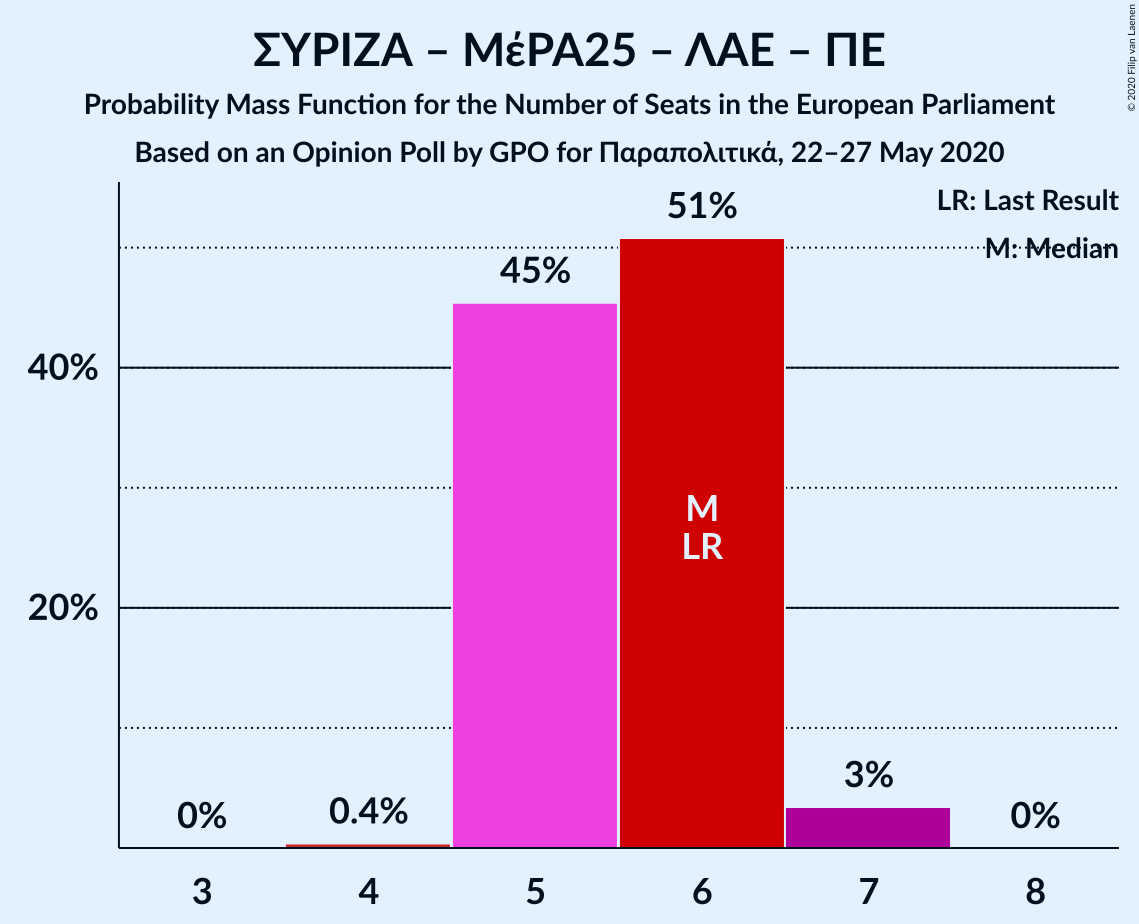 ΣΥΡΙΖΑ – ΜέΡΑ25 – ΛΑΕ – ΠΕ
Probability Mass Function for the Number of Seats in the European Parliament
Based on an Opinion Poll by GPO for Παραπολιτικά, 22–27 May 2020
© 2020 Filip van Laenen
LR: Last Result
M: Median
51%
45%
40%
M
LR
20%
3%
0%
0.4%
0%
3 4 5 6 7 8